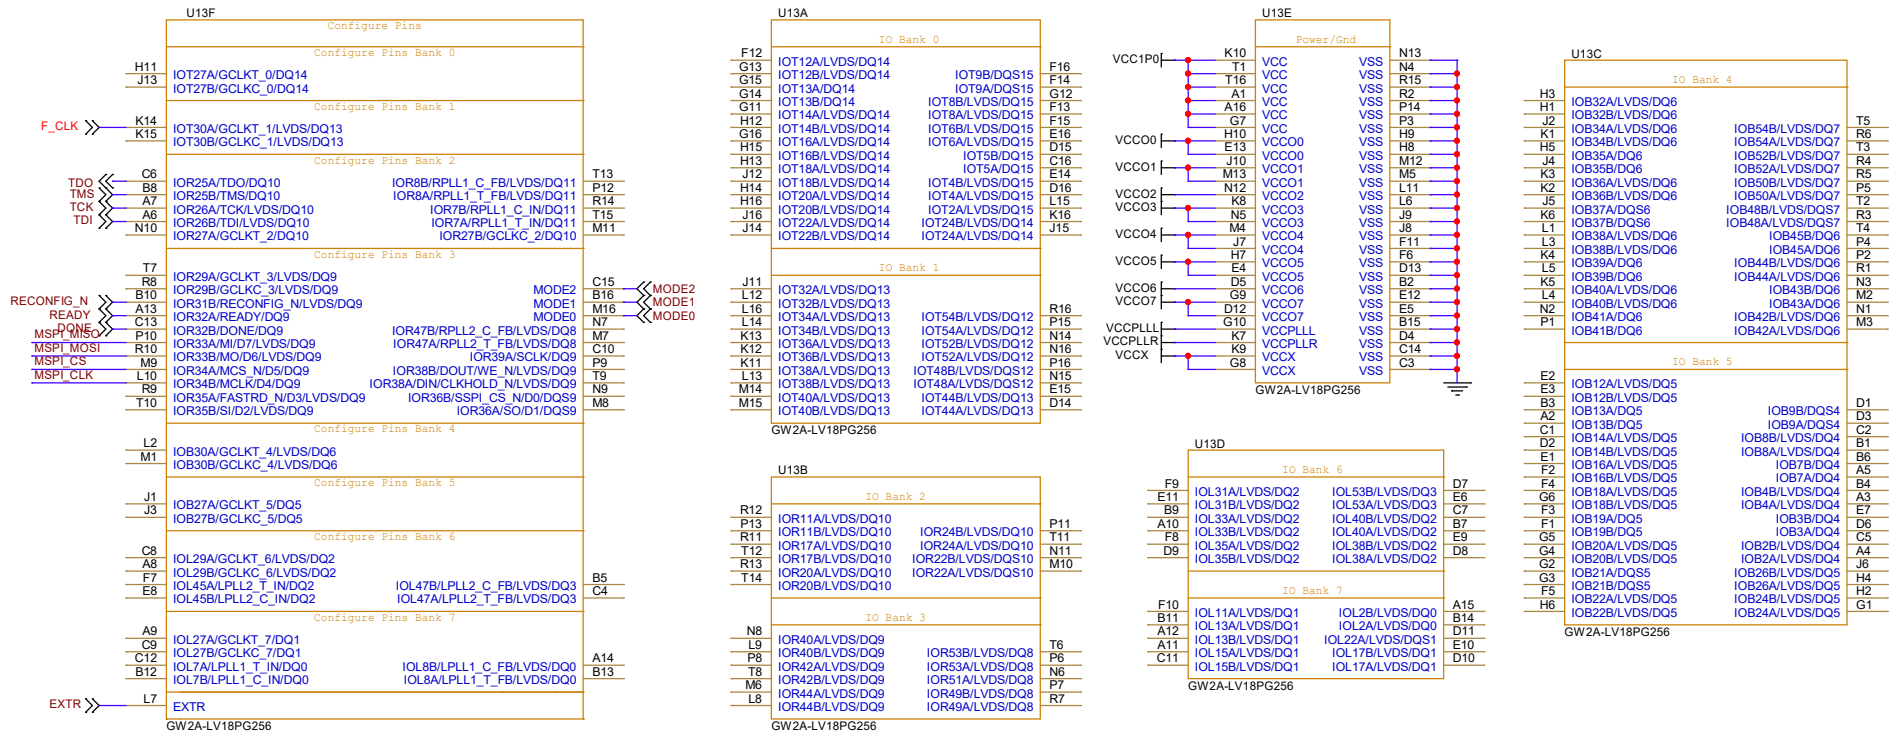 U13F
Configure Pins
Configure Pins Bank 0
H11 IOT27A/GCLKT_0/DQ14
J13 IOT27B/GCLKC_0/DQ14
Configure Pins Bank 1
F_CLK K14 IOT30A/GCLKT_1/LVDS/DQ13
K15 IOT30B/GCLKC_1/LVDS/DQ13
Configure Pins Bank 2
TDO C6 IOR25A/TDO/DQ10 IOR8B/RPLL1_C_FB/LVDS/DQ11 T13
TMS B8 IOR25B/TMS/DQ10 IOR8A/RPLL1_T_FB/LVDS/DQ11 P12
TCK A7 IOR26A/TCK/LVDS/DQ10 IOR7B/RPLL1_C_IN/DQ11 R14
TDI A6 IOR26B/TDI/LVDS/DQ10 IOR7A/RPLL1_T_IN/DQ11 T15
N10 IOR27A/GCLKT_2/DQ10 IOR27B/GCLKC_2/DQ10 M11
Configure Pins Bank 3
T7 IOR29A/GCLKT_3/LVDS/DQ9
R8 IOR29B/GCLKC_3/LVDS/DQ9 MODE2 C15 MODE2
RECONFIG_N B10 IOR31B/RECONFIG_N/LVDS/DQ9 MODE1 B16 MODE1
READY A13 IOR32A/READY/DQ9 MODE0 M16 MODE0
DONE C13 IOR32B/DONE/DQ9 IOR47B/RPLL2_C_FB/LVDS/DQ8 N7
MSPI_MISO P10 IOR33A/MI/D7/LVDS/DQ9 IOR47A/RPLL2_T_FB/LVDS/DQ8 M7
MSPI_MOSI R10 IOR33B/MO/D6/LVDS/DQ9 IOR39A/SCLK/DQ9 C10
MSPI_CS M9 IOR34A/MCS_N/D5/DQ9 IOR38B/DOUT/WE_N/LVDS/DQ9 P9
MSPI_CLK L10 IOR34B/MCLK/D4/DQ9 IOR38A/DIN/CLKHOLD_N/LVDS/DQ9 T9
R9 IOR35A/FASTRD_N/D3/LVDS/DQ9 IOR36B/SSPI_CS_N/D0/DQS9 N9
T10 IOR35B/SI/D2/LVDS/DQ9 IOR36A/SO/D1/DQS9 M8
Configure Pins Bank 4
L2 IOB30A/GCLKT_4/LVDS/DQ6
M1 IOB30B/GCLKC_4/LVDS/DQ6
Configure Pins Bank 5
J1 IOB27A/GCLKT_5/DQ5
J3 IOB27B/GCLKC_5/DQ5
Configure Pins Bank 6
C8 IOL29A/GCLKT_6/LVDS/DQ2
A8 IOL29B/GCLKC_6/LVDS/DQ2
F7 IOL45A/LPLL2_T_IN/DQ2 IOL47B/LPLL2_C_FB/LVDS/DQ3 B5
E8 IOL45B/LPLL2_C_IN/DQ2 IOL47A/LPLL2_T_FB/LVDS/DQ3 C4
Configure Pins Bank 7
A9 IOL27A/GCLKT_7/DQ1
C9 IOL27B/GCLKC_7/DQ1
C12 IOL7A/LPLL1_T_IN/DQ0 IOL8B/LPLL1_C_FB/LVDS/DQ0 A14
B12 IOL7B/LPLL1_C_IN/DQ0 IOL8A/LPLL1_T_FB/LVDS/DQ0 B13
EXTR L7 EXTR
GW2A-LV18PG256
U13A
IO Bank 0
F12 IOT12A/LVDS/DQ14
G13 IOT12B/LVDS/DQ14 IOT9B/DQS15 F16
G15 IOT13A/DQ14 IOT9A/DQS15 F14
G14 IOT13B/DQ14 IOT8B/LVDS/DQ15 G12
G11 IOT14A/LVDS/DQ14 IOT8A/LVDS/DQ15 F13
H12 IOT14B/LVDS/DQ14 IOT6B/LVDS/DQ15 F15
G16 IOT16A/LVDS/DQ14 IOT6A/LVDS/DQ15 E16
H15 IOT16B/LVDS/DQ14 IOT5B/DQ15 D15
H13 IOT18A/LVDS/DQ14 IOT5A/DQ15 C16
J12 IOT18B/LVDS/DQ14 IOT4B/LVDS/DQ15 E14
H14 IOT20A/LVDS/DQ14 IOT4A/LVDS/DQ15 D16
H16 IOT20B/LVDS/DQ14 IOT2A/LVDS/DQ15 L15
J16 IOT22A/LVDS/DQ14 IOT24B/LVDS/DQ14 K16
J14 IOT22B/LVDS/DQ14 IOT24A/LVDS/DQ14 J15
IO Bank 1
J11 IOT32A/LVDS/DQ13
L12 IOT32B/LVDS/DQ13
L16 IOT34A/LVDS/DQ13 IOT54B/LVDS/DQ12 R16
L14 IOT34B/LVDS/DQ13 IOT54A/LVDS/DQ12 P15
K13 IOT36A/LVDS/DQ13 IOT52B/LVDS/DQ12 N14
K12 IOT36B/LVDS/DQ13 IOT52A/LVDS/DQ12 N16
K11 IOT38A/LVDS/DQ13 IOT48B/LVDS/DQS12 P16
L13 IOT38B/LVDS/DQ13 IOT48A/LVDS/DQS12 N15
M14 IOT40A/LVDS/DQ13 IOT44B/LVDS/DQ12 E15
M15 IOT40B/LVDS/DQ13 IOT44A/LVDS/DQ13 D14
GW2A-LV18PG256
U13B
IO Bank 2
R12 IOR11A/LVDS/DQ10
P13 IOR11B/LVDS/DQ10 IOR24B/LVDS/DQ10 P11
R11 IOR17A/LVDS/DQ10 IOR24A/LVDS/DQ10 T11
T12 IOR17B/LVDS/DQ10 IOR22B/LVDS/DQS10 N11
R13 IOR20A/LVDS/DQ10 IOR22A/LVDS/DQS10 M10
T14 IOR20B/LVDS/DQ10
IO Bank 3
N8 IOR40A/LVDS/DQ9
L9 IOR40B/LVDS/DQ9 IOR53B/LVDS/DQ8 T6
P8 IOR42A/LVDS/DQ9 IOR53A/LVDS/DQ8 P6
T8 IOR42B/LVDS/DQ9 IOR51A/LVDS/DQ8 N6
M6 IOR44A/LVDS/DQ9 IOR49B/LVDS/DQ8 P7
L8 IOR44B/LVDS/DQ9 IOR49A/LVDS/DQ8 R7
GW2A-LV18PG256
U13E
Power/Gnd
VCC1P0 K10 VCC VSS N13
T1 VCC VSS N4
T16 VCC VSS R15
A1 VCC VSS R2
A16 VCC VSS P14
G7 VCC VSS P3
VCCO0 H10 VCCO0 VSS H9
E13 VCCO0 VSS H8
VCCO1 J10 VCCO1 VSS M12
M13 VCCO1 VSS M5
VCCO2 N12 VCCO2 VSS L11
VCCO3 K8 VCCO3 VSS L6
N5 VCCO3 VSS J9
VCCO4 M4 VCCO4 VSS J8
J7 VCCO4 VSS F11
VCCO5 H7 VCCO5 VSS F6
E4 VCCO5 VSS D13
VCCO6 D5 VCCO6 VSS B2
VCCO7 G9 VCCO7 VSS E12
D12 VCCO7 VSS E5
VCCPLLL G10 VCCPLLL VSS B15
VCCPLLR K7 VCCPLLR VSS D4
VCCX K9 VCCX VSS C14
G8 VCCX VSS C3
GW2A-LV18PG256
U13D
IO Bank 6
F9 IOL31A/LVDS/DQ2 IOL53B/LVDS/DQ3 D7
E11 IOL31B/LVDS/DQ2 IOL53A/LVDS/DQ3 E6
B9 IOL33A/LVDS/DQ2 IOL40B/LVDS/DQ2 C7
A10 IOL33B/LVDS/DQ2 IOL40A/LVDS/DQ2 B7
F8 IOL35A/LVDS/DQ2 IOL38B/LVDS/DQ2 E9
D9 IOL35B/LVDS/DQ2 IOL38A/LVDS/DQ2 D8
IO Bank 7
F10 IOL11A/LVDS/DQ1 IOL2B/LVDS/DQ0 A15
B11 IOL13A/LVDS/DQ1 IOL2A/LVDS/DQ0 B14
A12 IOL13B/LVDS/DQ1 IOL22A/LVDS/DQS1 D11
A11 IOL15A/LVDS/DQ1 IOL17B/LVDS/DQ1 E10
C11 IOL15B/LVDS/DQ1 IOL17A/LVDS/DQ1 D10
GW2A-LV18PG256
U13C
IO Bank 4
H3 IOB32A/LVDS/DQ6
H1 IOB32B/LVDS/DQ6
J2 IOB34A/LVDS/DQ6 IOB54B/LVDS/DQ7 T5
K1 IOB34B/LVDS/DQ6 IOB54A/LVDS/DQ7 R6
H5 IOB35A/DQ6 IOB52B/LVDS/DQ7 T3
J4 IOB35B/DQ6 IOB52A/LVDS/DQ7 R4
K3 IOB36A/LVDS/DQ6 IOB50B/LVDS/DQ7 R5
K2 IOB36B/LVDS/DQ6 IOB50A/LVDS/DQ7 P5
J5 IOB37A/DQS6 IOB48B/LVDS/DQS7 T2
K6 IOB37B/DQS6 IOB48A/LVDS/DQS7 R3
L1 IOB38A/LVDS/DQ6 IOB45B/DQ6 T4
L3 IOB38B/LVDS/DQ6 IOB45A/DQ6 P4
K4 IOB39A/DQ6 IOB44B/LVDS/DQ6 P2
L5 IOB39B/DQ6 IOB44A/LVDS/DQ6 R1
K5 IOB40A/LVDS/DQ6 IOB43B/DQ6 N3
L4 IOB40B/LVDS/DQ6 IOB43A/DQ6 M2
N2 IOB41A/DQ6 IOB42B/LVDS/DQ6 N1
P1 IOB41B/DQ6 IOB42A/LVDS/DQ6 M3
IO Bank 5
E2 IOB12A/LVDS/DQ5
E3 IOB12B/LVDS/DQ5
B3 IOB13A/DQ5 IOB9B/DQS4 D1
A2 IOB13B/DQ5 IOB9A/DQS4 D3
C1 IOB14A/LVDS/DQ5 IOB8B/LVDS/DQ4 C2
D2 IOB14B/LVDS/DQ5 IOB8A/LVDS/DQ4 B1
E1 IOB16A/LVDS/DQ5 IOB7B/DQ4 B6
F2 IOB16B/LVDS/DQ5 IOB7A/DQ4 A5
F4 IOB18A/LVDS/DQ5 IOB4B/LVDS/DQ4 B4
G6 IOB18B/LVDS/DQ5 IOB4A/LVDS/DQ4 A3
F3 IOB19A/DQ5 IOB3B/DQ4 E7
F1 IOB19B/DQ5 IOB3A/DQ4 D6
G5 IOB20A/LVDS/DQ5 IOB2B/LVDS/DQ4 C5
G4 IOB20B/LVDS/DQ5 IOB2A/LVDS/DQ4 A4
G2 IOB21A/DQS5 IOB26B/LVDS/DQ5 J6
G3 IOB21B/DQS5 IOB26A/LVDS/DQ5 H4
F5 IOB22A/LVDS/DQ5 IOB24B/LVDS/DQ5 H2
H6 IOB22B/LVDS/DQ5 IOB24A/LVDS/DQ5 G1
GW2A-LV18PG256